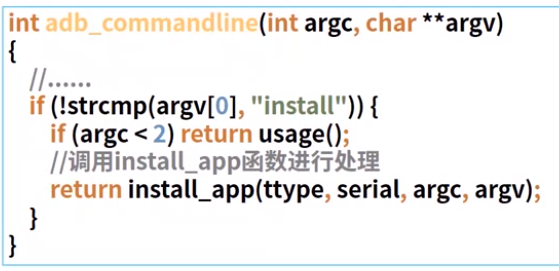 int adb_commandline(int argc, char **argv)
{
//......
if (!strcmp(argv[0], "install")) {
if (argc < 2) return usage();
//调用install_app函数进行处理
return install_app(ttype, serial, argc, argv);
}
}